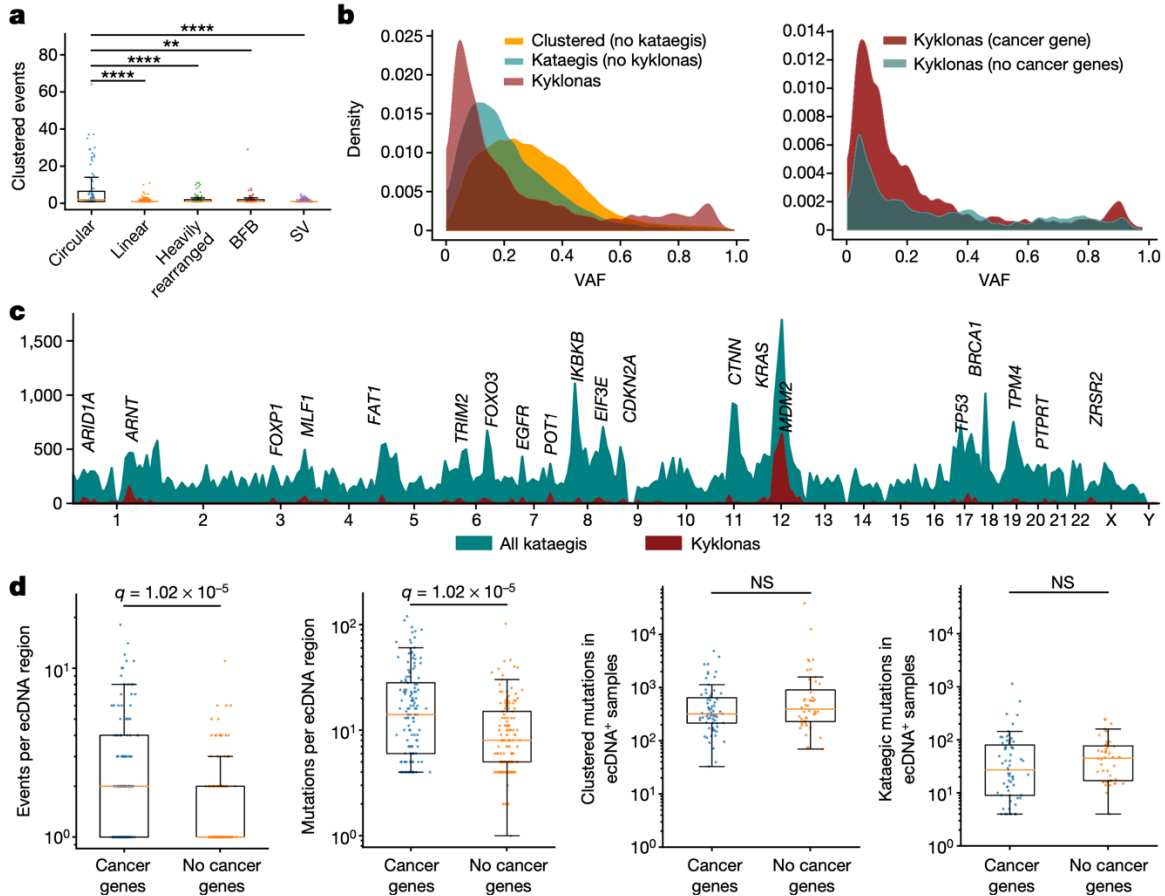 a
****
**
****
****
Clustered events
80
60
40
20
0
Circular
Linear
Heavily
rearranged
BFB
SV
b
Density
0.025
0.020
0.015
0.010
0.005
0
Clustered (no kataegis)
Kataegis (no kyklonas)
Kyklonas
0 0.2 0.4 0.6 0.8 1.0
VAF
0.014
0.012
0.010
0.008
0.006
0.004
0.002
0
Kyklonas (cancer gene)
Kyklonas (no cancer genes)
0 0.2 0.4 0.6 0.8 1.0
VAF
c
1,500
1,000
500
0
ARID1A
ARNT
FOXP1
MLF1
FAT1
TRIM2
FOXO3
EGFR
POT1
IKBKB
EIF3E
CDKN2A
CTNN
KRAS
MDM2
TP53
BRCA1
TPM4
PTPRT
ZRSR2
1 2 3 4 5 6 7 8 9 10 11 12 13 14 15 16 17 18 19 20 21 22 X Y
All kataegis
Kyklonas
d
q = 1.02 × 10⁻⁵
Events per ecDNA region
10¹
10⁰
Cancer
genes
No cancer
genes
q = 1.02 × 10⁻⁵
Mutations per ecDNA region
10²
10¹
10⁰
Cancer
genes
No cancer
genes
NS
Clustered mutations in
ecDNA⁺ samples
10⁴
10³
10²
10¹
10⁰
Cancer
genes
No cancer
genes
NS
Kataegic mutations in
ecDNA⁺ samples
10⁴
10³
10²
10¹
10⁰
Cancer
genes
No cancer
genes